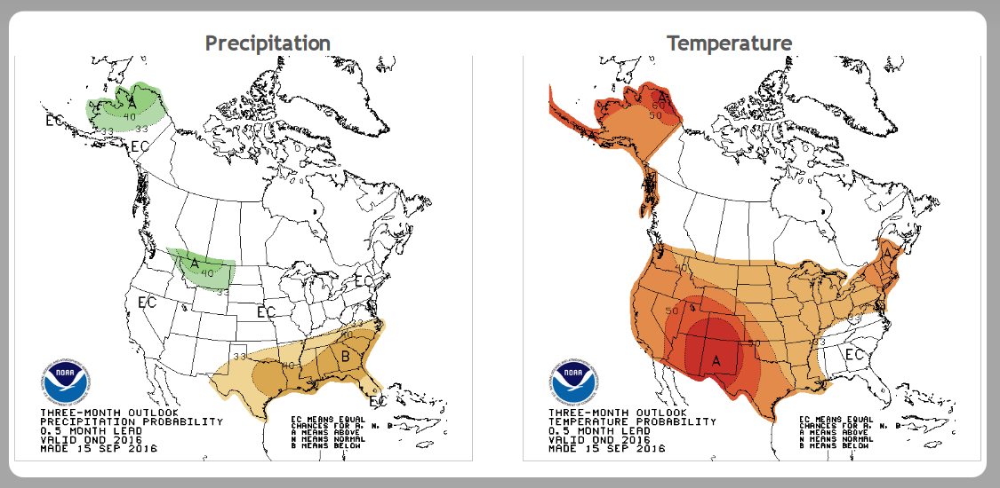 Precipitation
A
40
33
33
EC
EC
A
40
33
EC
EC
EC
33
40
33
40
B
EC
NOAA
THREE-MONTH OUTLOOK
PRECIPITATION PROBABILITY
0.5 MONTH LEAD
VALID OND 2016
MADE 15 SEP 2016
EC MEANS EQUAL
CHANCES FOR A, N, B
A MEANS ABOVE
N MEANS NORMAL
B MEANS BELOW
Temperature
A
60
50
A
A
40
50
50
33
33
A
EC
NOAA
THREE-MONTH OUTLOOK
TEMPERATURE PROBABILITY
0.5 MONTH LEAD
VALID OND 2016
MADE 15 SEP 2016
EC MEANS EQUAL
CHANCES FOR A, N, B
A MEANS ABOVE
N MEANS NORMAL
B MEANS BELOW